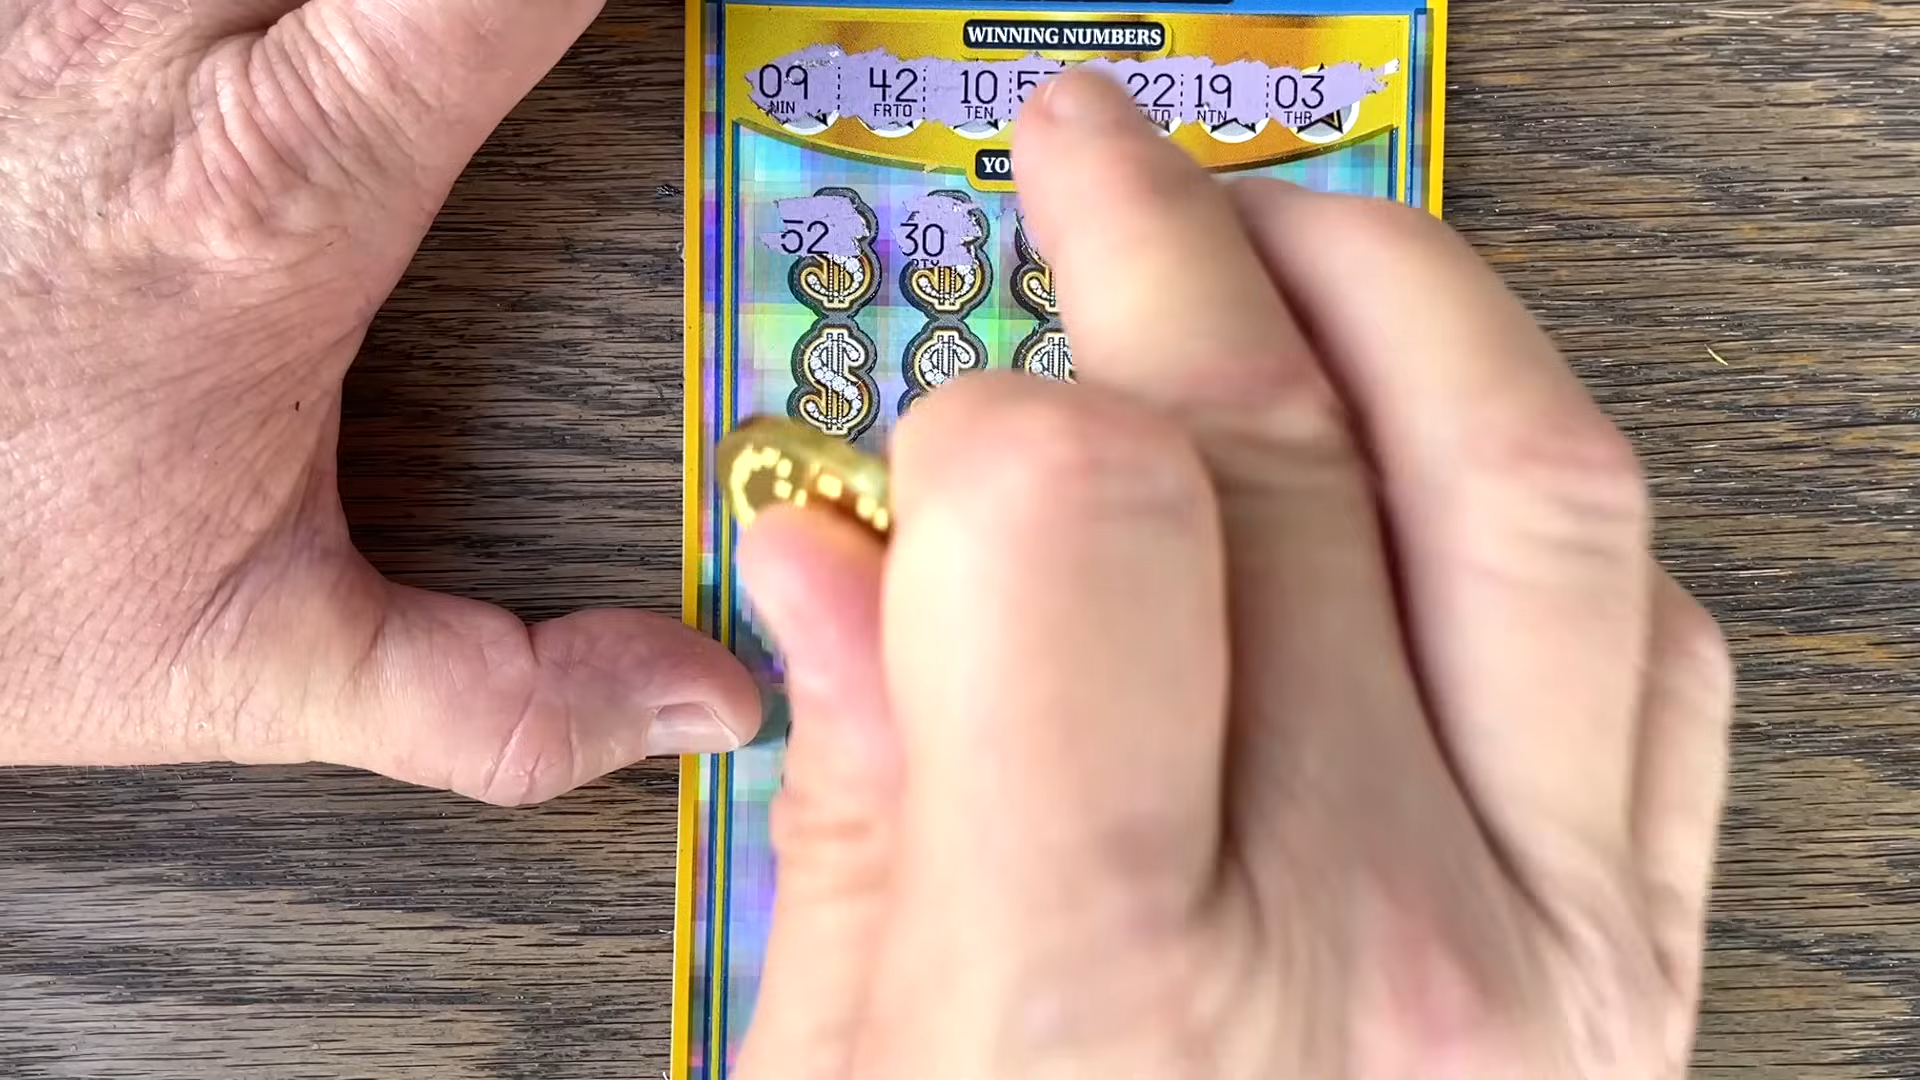 WINNING NUMBERS
09 42 10 22 19 03
NIN FRTO TEN NTN THR
52 30